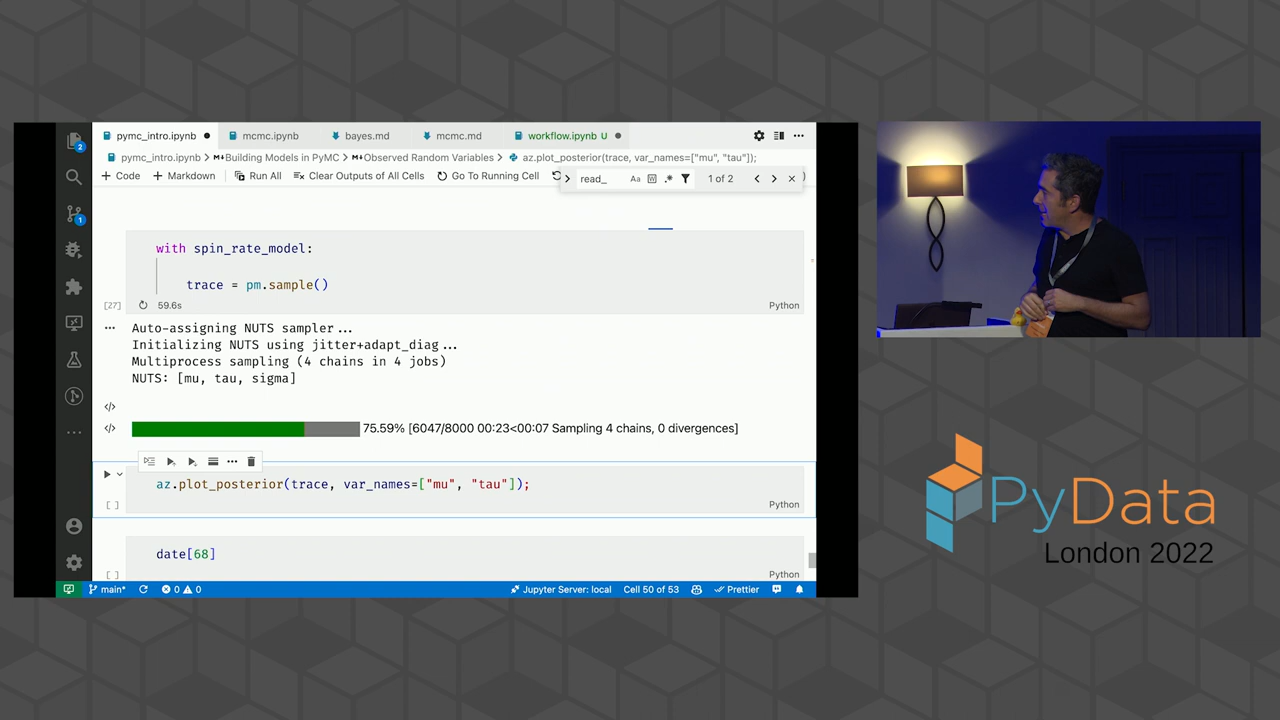 pymc_intro.ipynb mcmc.ipynb bayes.md mcmc.md workflow.ipynb U
pymc_intro.ipynb > M↓Building Models in PyMC > M↓Observed Random Variables > az.plot_posterior(trace, var_names=["mu", "tau"]);
+ Code + Markdown Run All Clear Outputs of All Cells Go To Running Cell
read_ Aa .* 1 of 2
with spin_rate_model:
trace = pm.sample()
[27] 59.6s Python
Auto-assigning NUTS sampler...
Initializing NUTS using jitter+adapt_diag...
Multiprocess sampling (4 chains in 4 jobs)
NUTS: [mu, tau, sigma]
75.59% [6047/8000 00:23<00:07 Sampling 4 chains, 0 divergences]
az.plot_posterior(trace, var_names=["mu", "tau"]);
[ ] Python
date[68]
[ ] Python
main* 0 0 Jupyter Server: local Cell 50 of 53 Prettier
2
1
PyData
London 2022